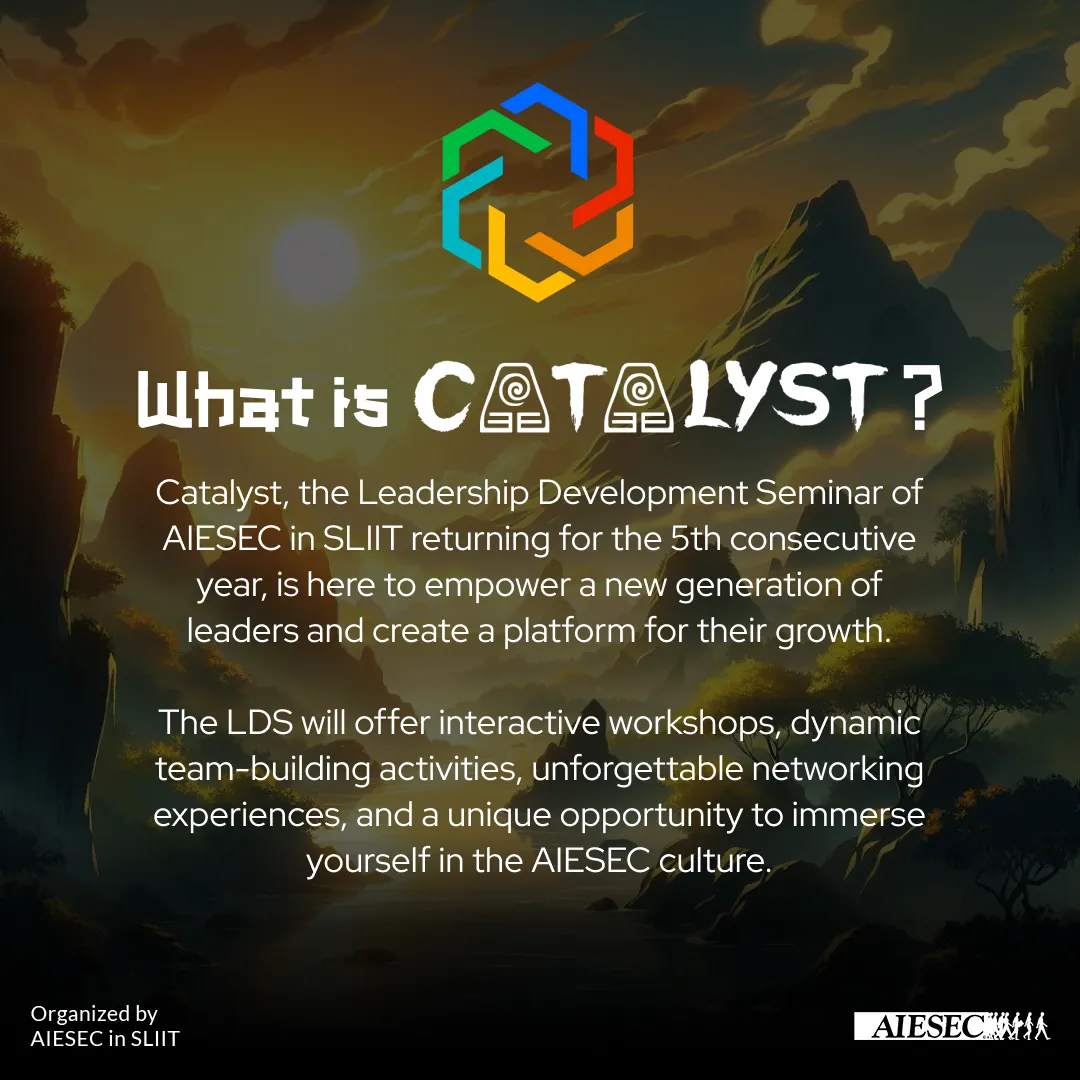 What is CATALYST ?
Catalyst, the Leadership Development Seminar of
AIESEC in SLIIT returning for the 5th consecutive
year, is here to empower a new generation of
leaders and create a platform for their growth.
The LDS will offer interactive workshops, dynamic
team-building activities, unforgettable networking
experiences, and a unique opportunity to immerse
yourself in the AIESEC culture.
Organized by
AIESEC in SLIIT
AIESEC